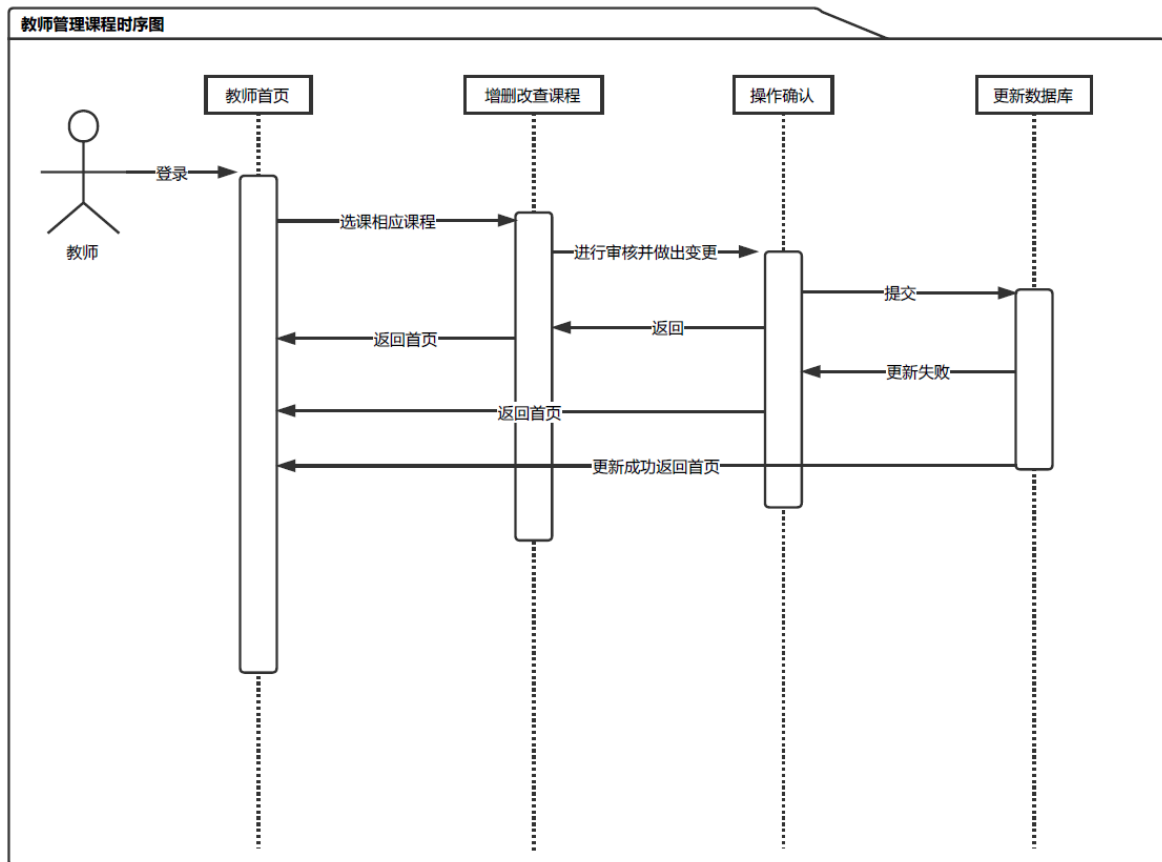 教师管理课程时序图
教师首页
增删改查课程
操作确认
更新数据库
登录
教师
选课相应课程
进行审核并做出变更
提交
返回
返回首页
更新失败
返回首页
更新成功返回首页